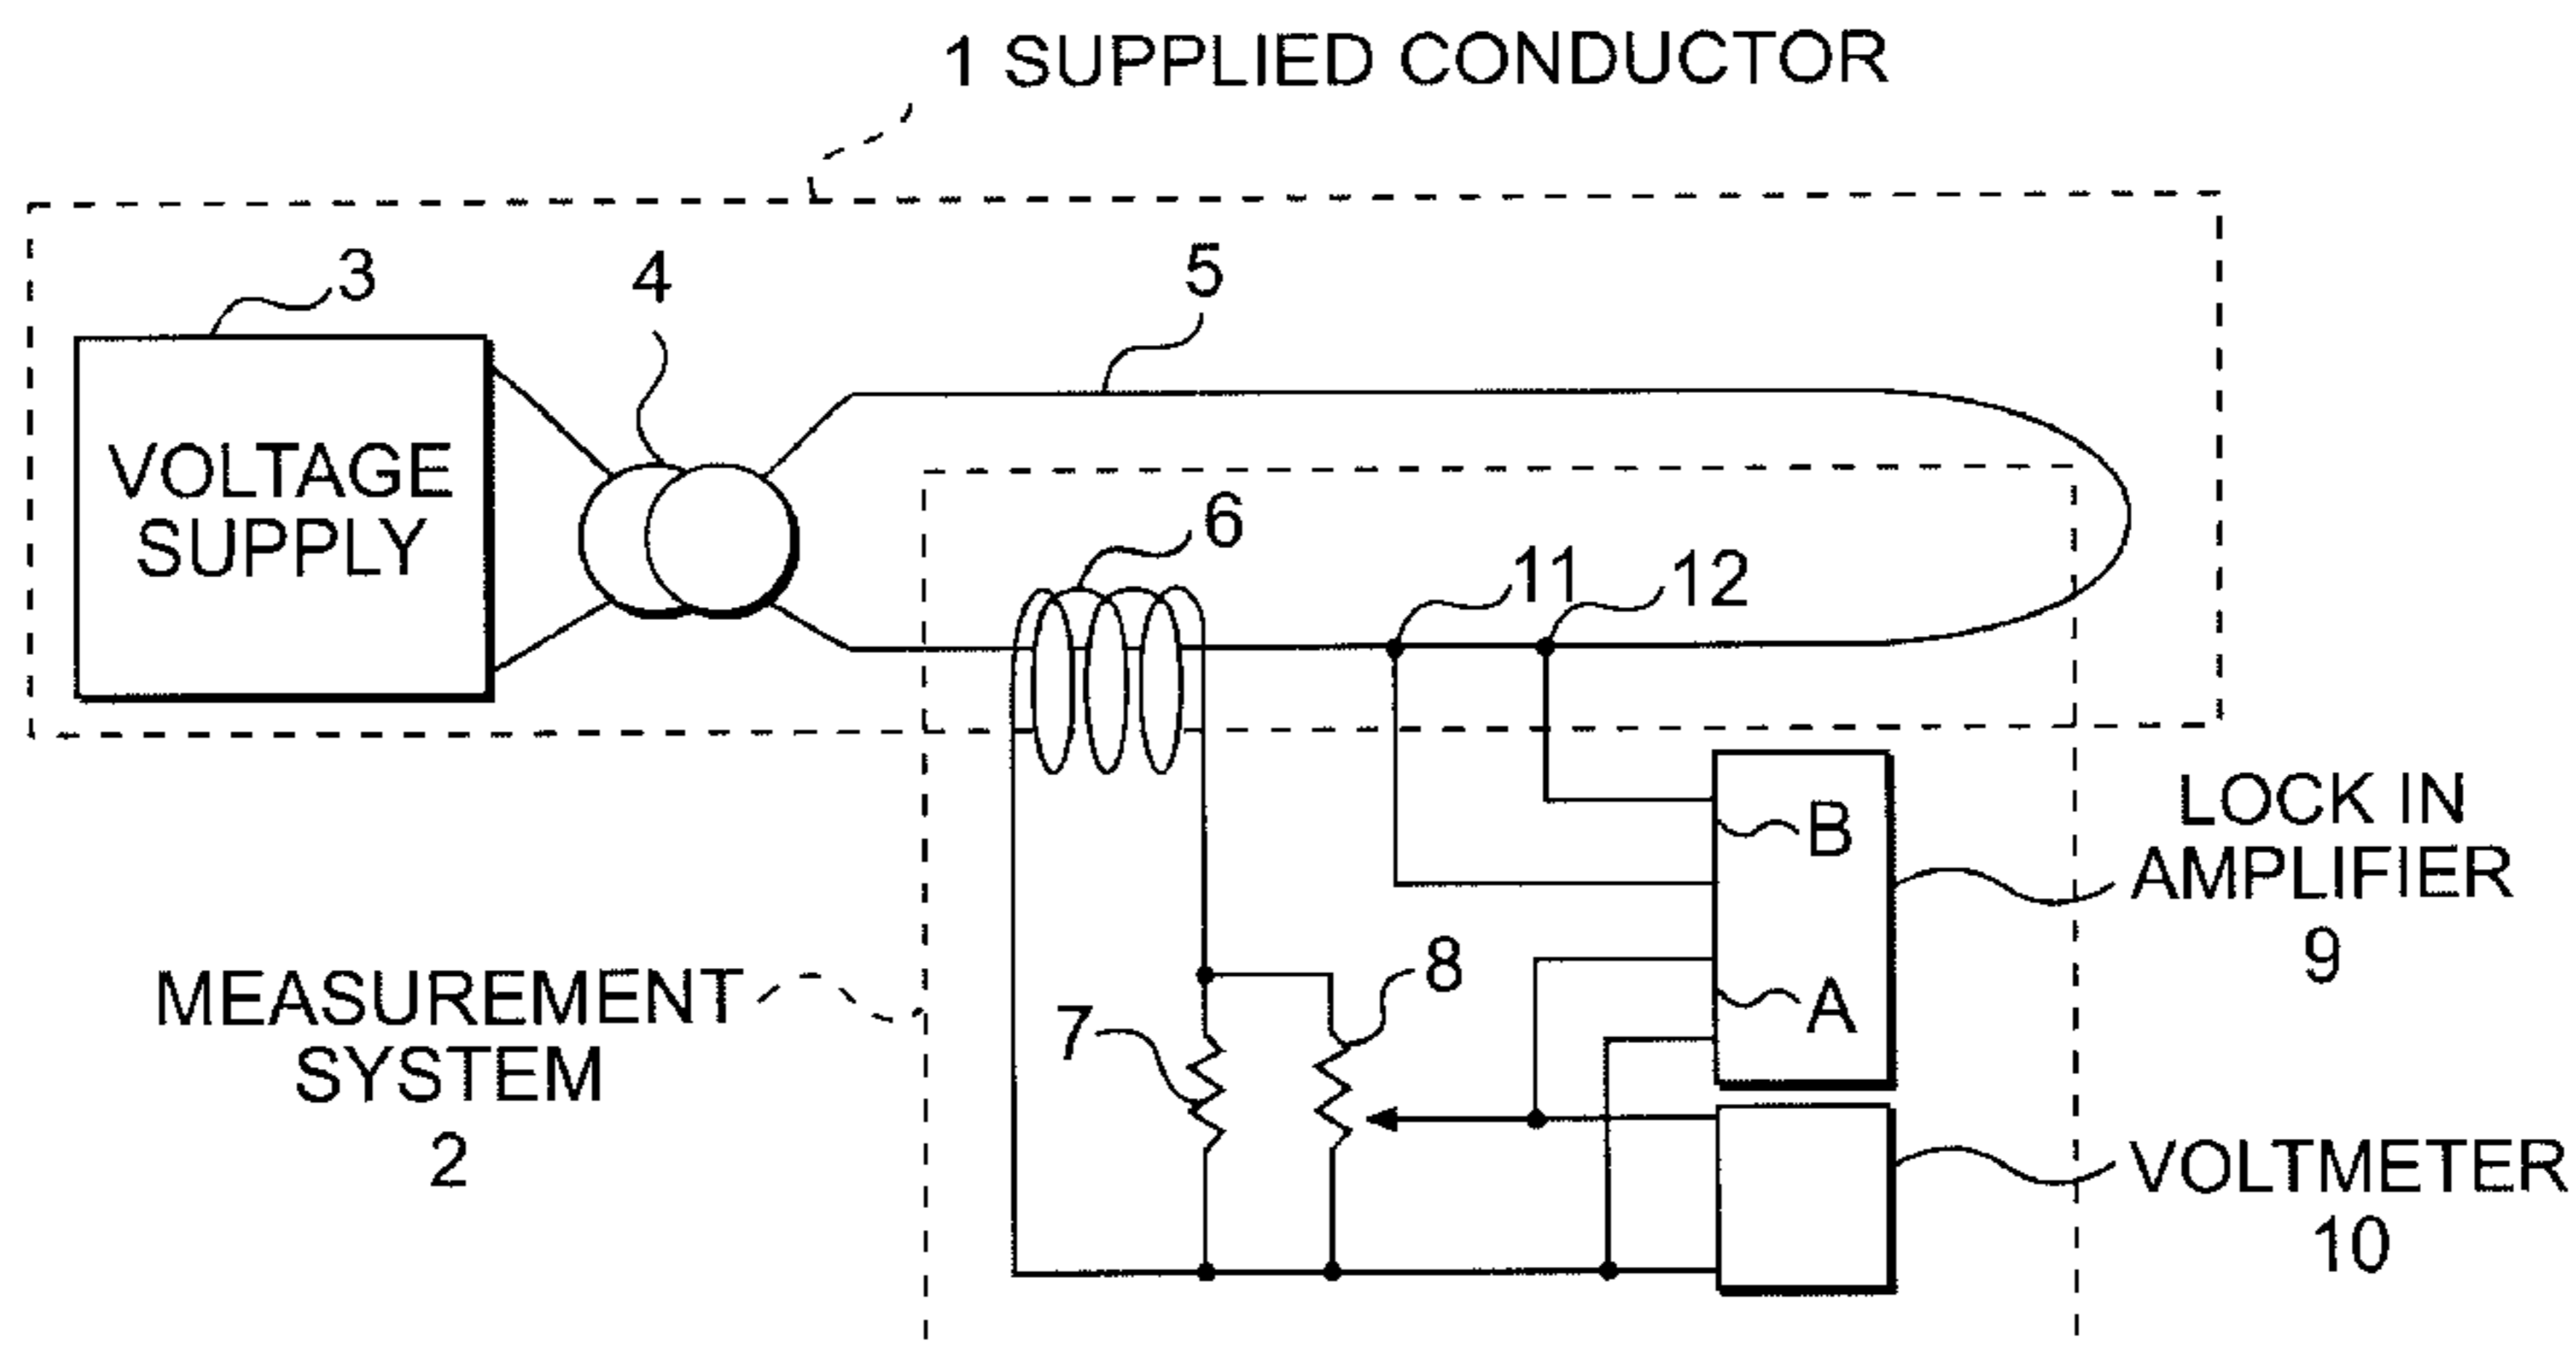 1 SUPPLIED CONDUCTOR
3
4
5
VOLTAGE
SUPPLY
6
11
12
B
LOCK IN
AMPLIFIER
9
A
MEASUREMENT
SYSTEM
2
7
8
VOLTMETER
10